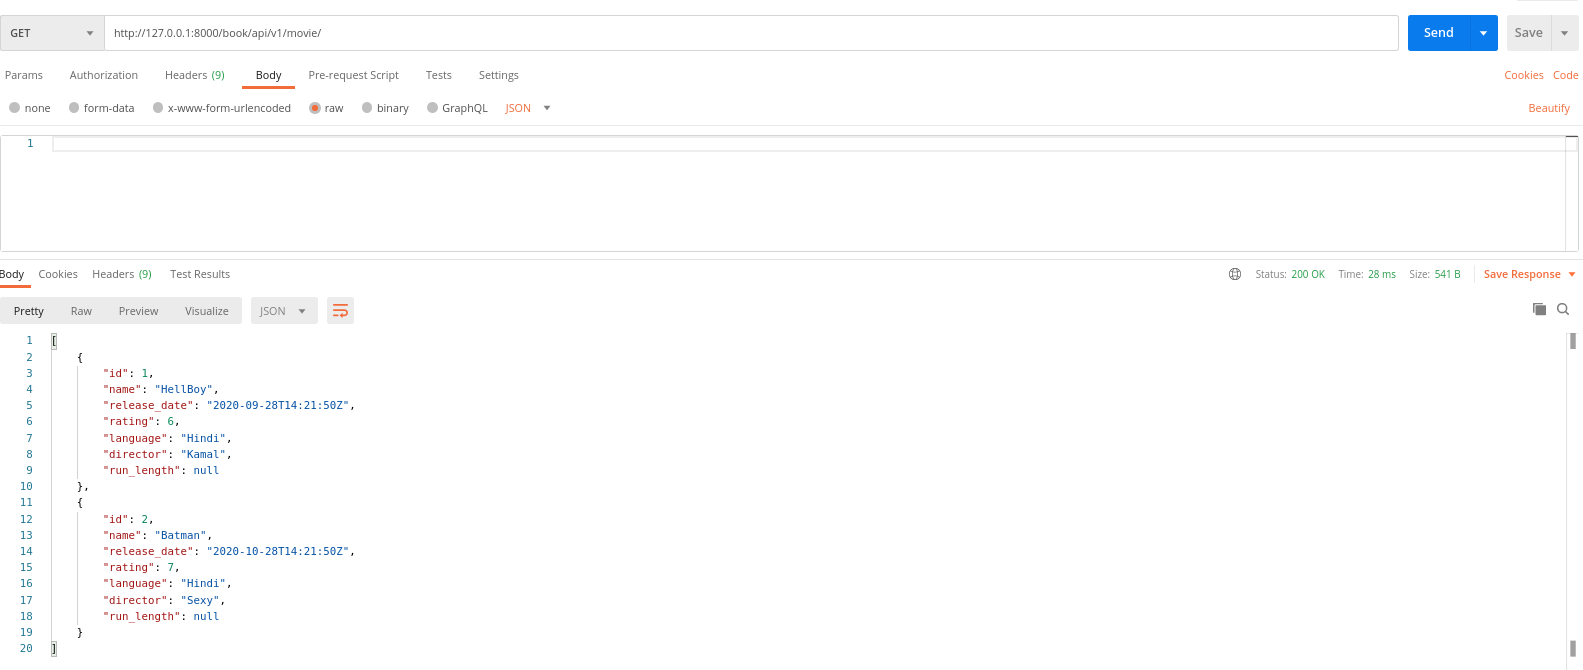 GET http://127.0.0.1:8000/book/api/v1/movie/ Send Save
Params Authorization Headers (9) Body Pre-request Script Tests Settings Cookies Code
none form-data x-www-form-urlencoded raw binary GraphQL JSON Beautify
1
Body Cookies Headers (9) Test Results Status: 200 OK Time: 28 ms Size: 541 B Save Response
Pretty Raw Preview Visualize JSON
1 [
2 {
3 "id": 1,
4 "name": "HellBoy",
5 "release_date": "2020-09-28T14:21:50Z",
6 "rating": 6,
7 "language": "Hindi",
8 "director": "Kamal",
9 "run_length": null
10 },
11 {
12 "id": 2,
13 "name": "Batman",
14 "release_date": "2020-10-28T14:21:50Z",
15 "rating": 7,
16 "language": "Hindi",
17 "director": "Sexy",
18 "run_length": null
19 }
20 ]